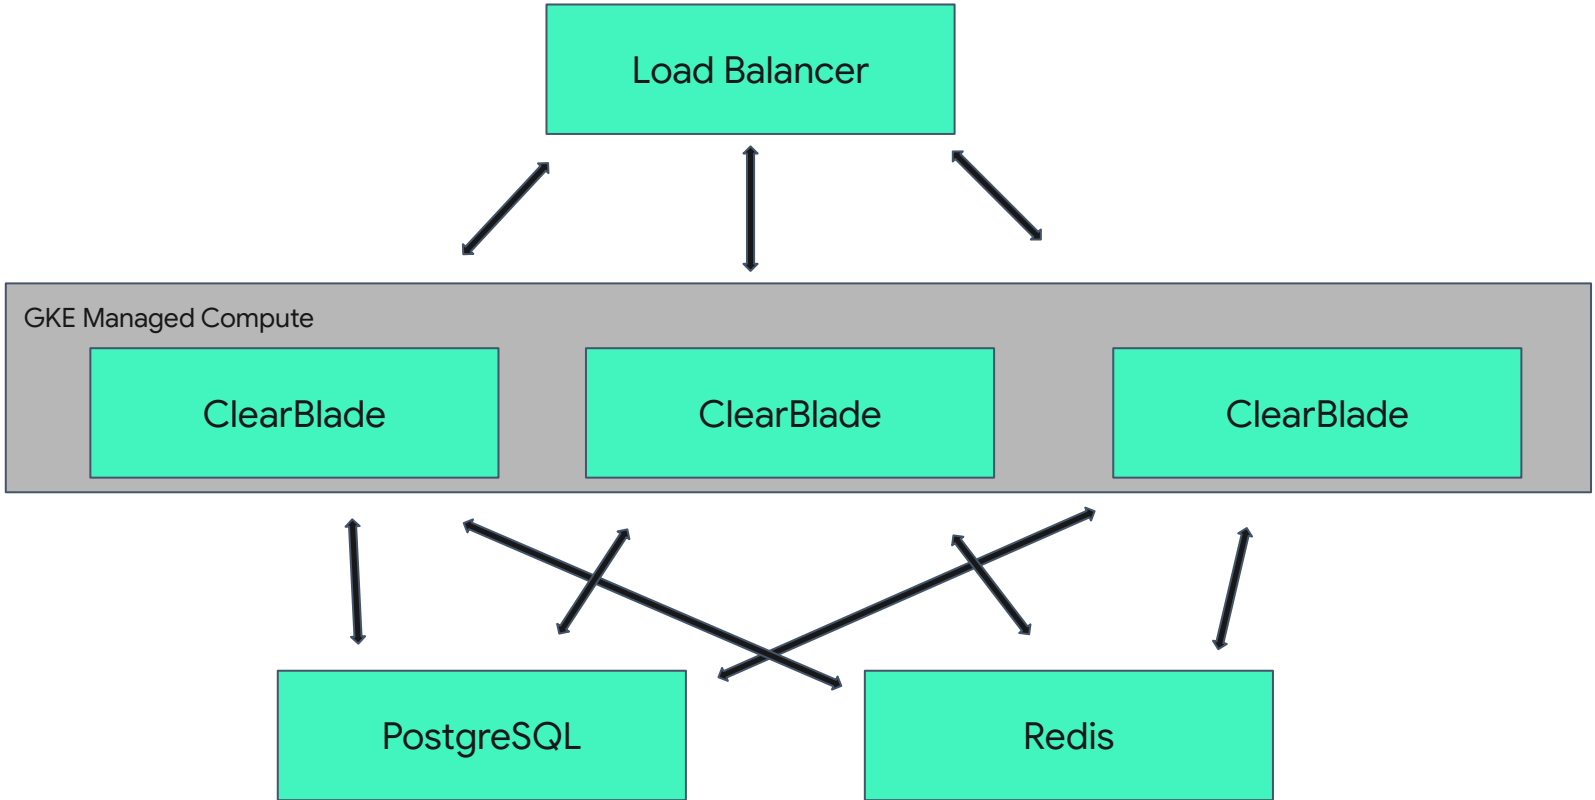 Load Balancer
GKE Managed Compute
ClearBlade
ClearBlade
ClearBlade
PostgreSQL
Redis